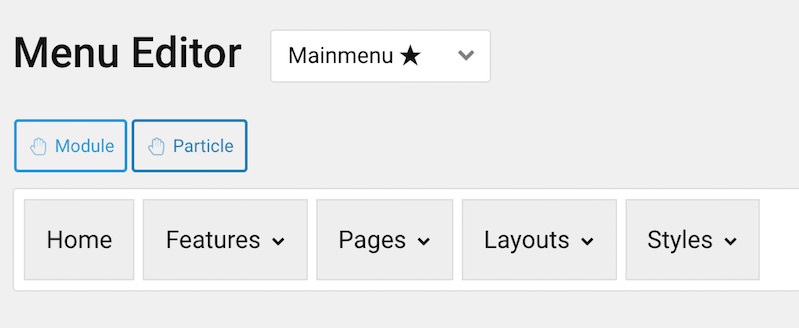 Menu Editor Mainmenu ★
Module Particle
Home Features Pages Layouts Styles